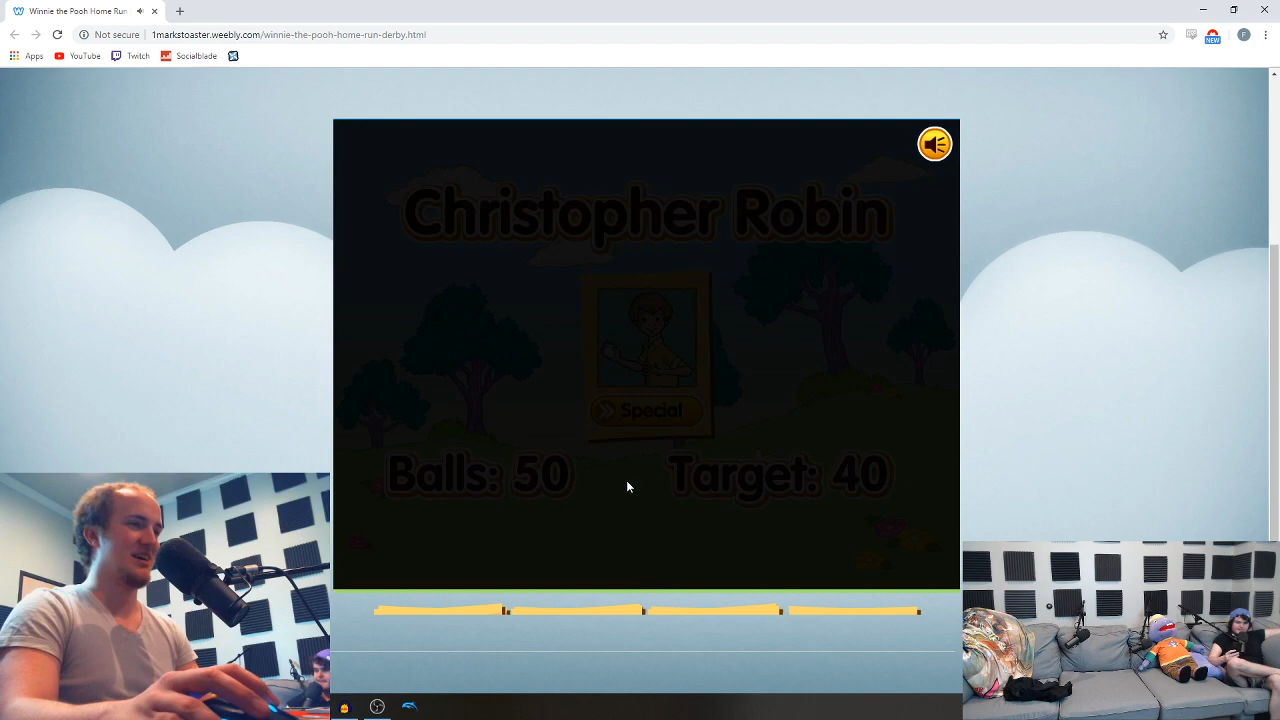 Winnie the Pooh Home Run
Not secure
1markstoaster.weebly.com/winnie-the-pooh-home-run-derby.html
NEW
F
Apps
YouTube
Twitch
Socialblade
Christopher Robin
Special
Balls: 50
Target: 40